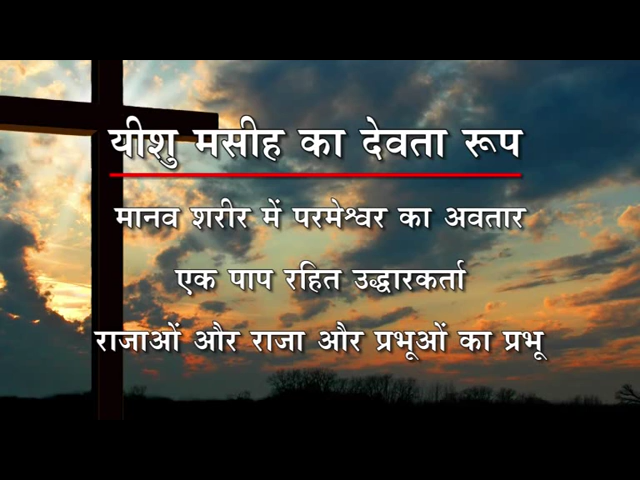 यीशु मसीह का देवता रूप
मानव शरीर में परमेश्वर का अवतार
एक पाप रहित उद्धारकर्ता
राजाओं और राजा और प्रभूओं का प्रभू